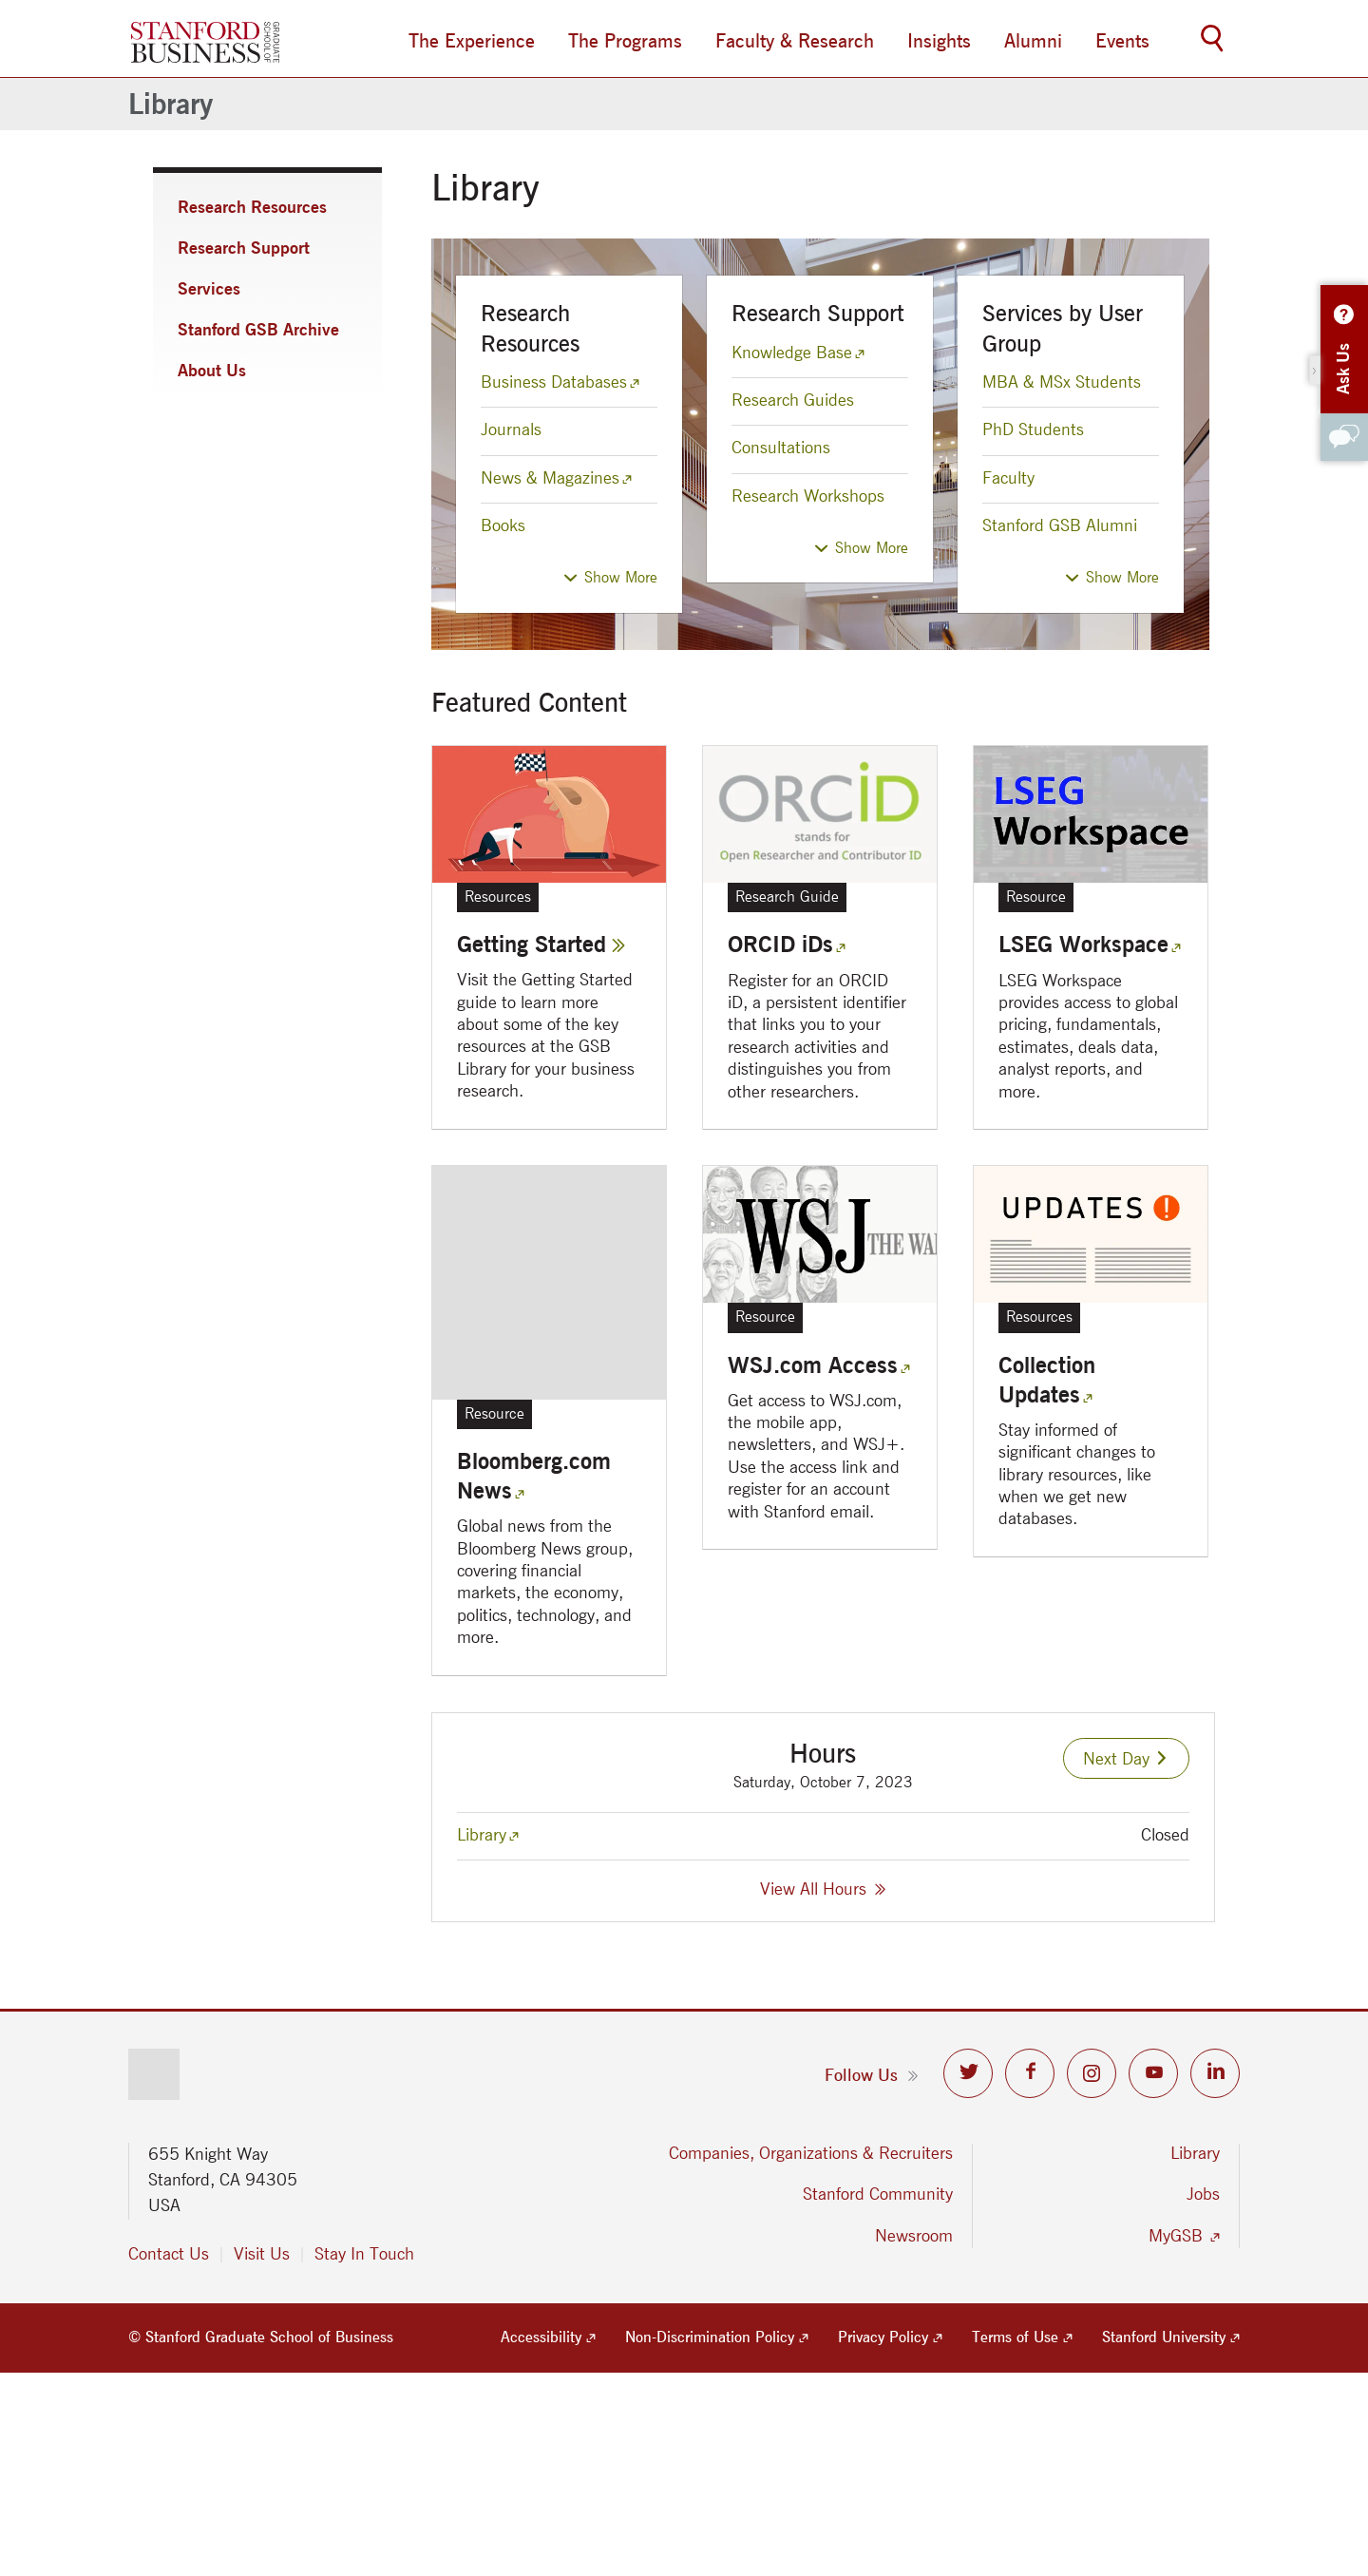 STANFORD
BUSINESS
GRADUATE
SCHOOL OF
The Experience
The Programs
Faculty & Research
Insights
Alumni
Events
Library
Research Resources
Research Support
Services
Stanford GSB Archive
About Us
Library
Research
Resources
Business Databases
Journals
News & Magazines
Books
Show More
Research Support
Knowledge Base
Research Guides
Consultations
Research Workshops
Show More
Services by User
Group
MBA & MSx Students
PhD Students
Faculty
Stanford GSB Alumni
Show More
Ask Us
Featured Content
Resources
Getting Started
Visit the Getting Started
guide to learn more
about some of the key
resources at the GSB
Library for your business
research.
ORCiD
stands for
Open Researcher and Contributor ID
Research Guide
ORCID iDs
Register for an ORCID
iD, a persistent identifier
that links you to your
research activities and
distinguishes you from
other researchers.
LSEG
Workspace
Resource
LSEG Workspace
LSEG Workspace
provides access to global
pricing, fundamentals,
estimates, deals data,
analyst reports, and
more.
Resource
Bloomberg.com
News
Global news from the
Bloomberg News group,
covering financial
markets, the economy,
politics, technology, and
more.
WSJ
THE WAL
Resource
WSJ.com Access
Get access to WSJ.com,
the mobile app,
newsletters, and WSJ+.
Use the access link and
register for an account
with Stanford email.
UPDATES !
Resources
Collection
Updates
Stay informed of
significant changes to
library resources, like
when we get new
databases.
Hours
Saturday, October 7, 2023
Next Day
Library
Closed
View All Hours
Follow Us
655 Knight Way
Stanford, CA 94305
USA
Contact Us
Visit Us
Stay In Touch
Companies, Organizations & Recruiters
Stanford Community
Newsroom
Library
Jobs
MyGSB
© Stanford Graduate School of Business
Accessibility
Non-Discrimination Policy
Privacy Policy
Terms of Use
Stanford University